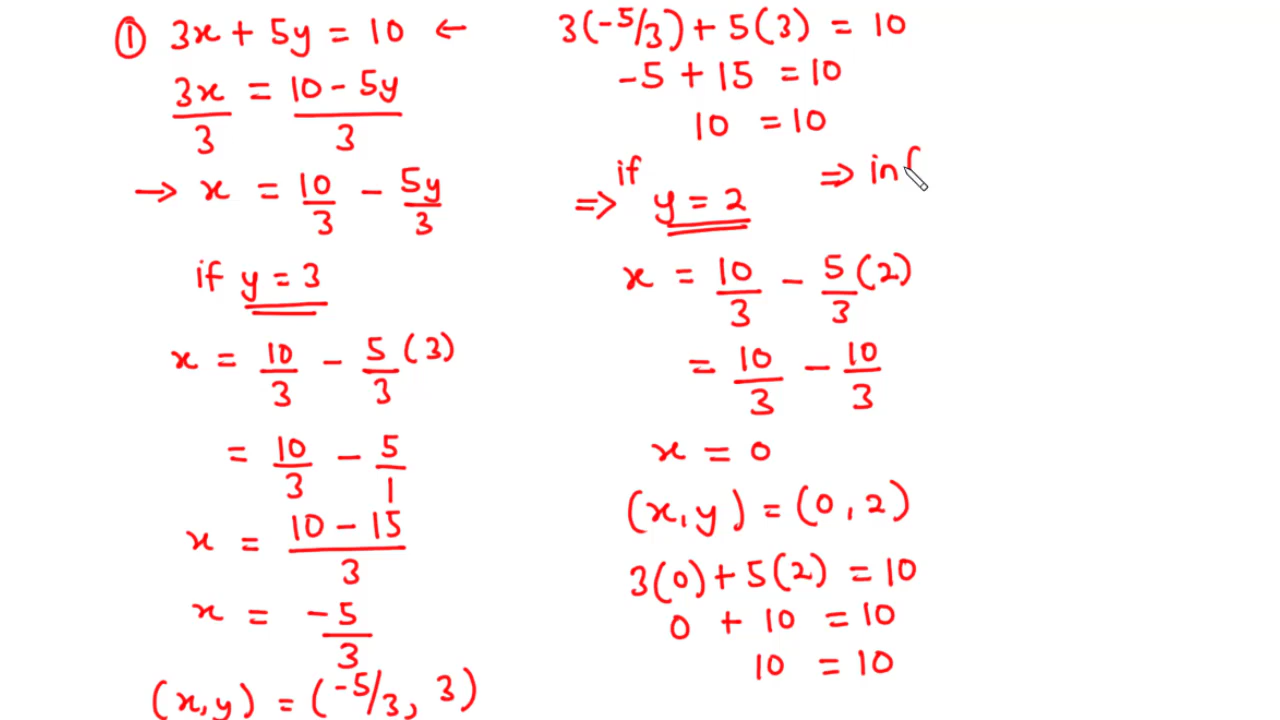 ① 3x + 5y = 10 ←
3x/3 = (10 - 5y)/3
→ x = 10/3 - 5y/3
if y = 3
x = 10/3 - 5/3 (3)
= 10/3 - 5/1
x = (10 - 15)/3
x = -5/3
(x,y) = (-5/3, 3)
3(-5/3) + 5(3) = 10
-5 + 15 = 10
10 = 10
⇒ if y = 2
⇒ inf
x = 10/3 - 5/3 (2)
= 10/3 - 10/3
x = 0
(x,y) = (0, 2)
3(0) + 5(2) = 10
0 + 10 = 10
10 = 10